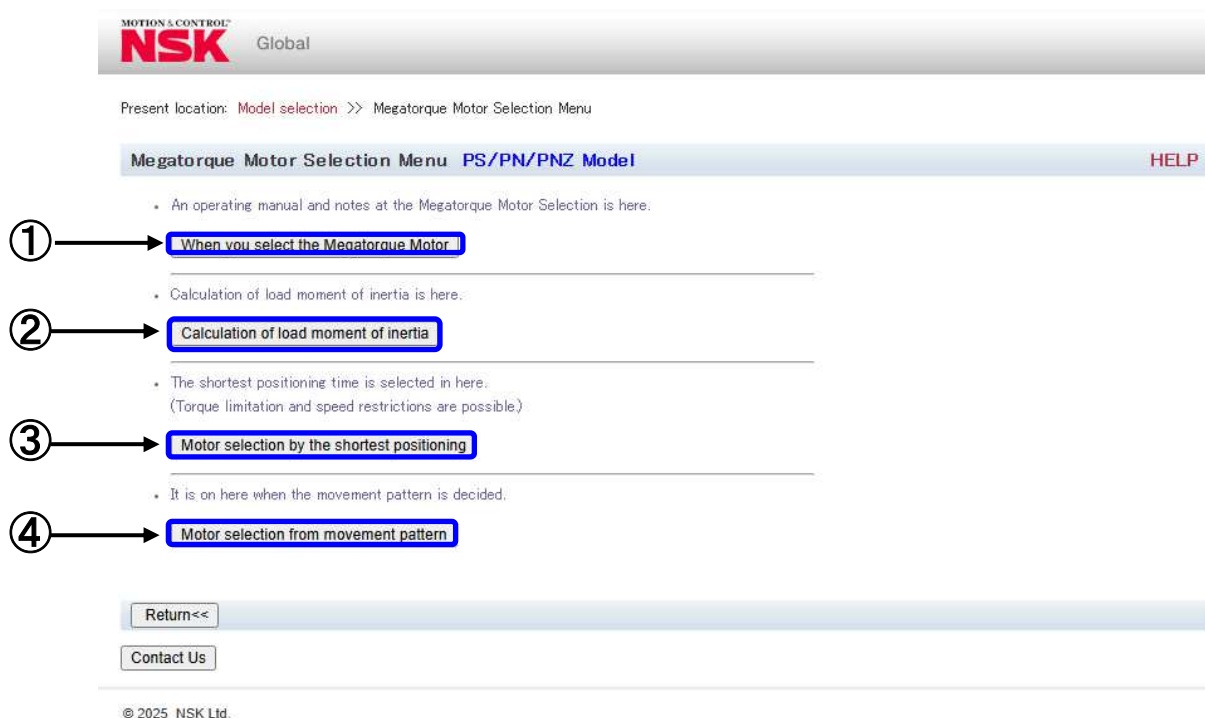 MOTION & CONTROL™
NSK Global
Present location: Model selection >> Megatorque Motor Selection Menu
Megatorque Motor Selection Menu PS/PN/PNZ Model HELP
• An operating manual and notes at the Megatorque Motor Selection is here.
① When you select the Megatorque Motor
• Calculation of load moment of inertia is here.
② Calculation of load moment of inertia
• The shortest positioning time is selected in here.
(Torque limitation and speed restrictions are possible.)
③ Motor selection by the shortest positioning
• It is on here when the movement pattern is decided.
④ Motor selection from movement pattern
Return<<
Contact Us
© 2025 NSK Ltd.